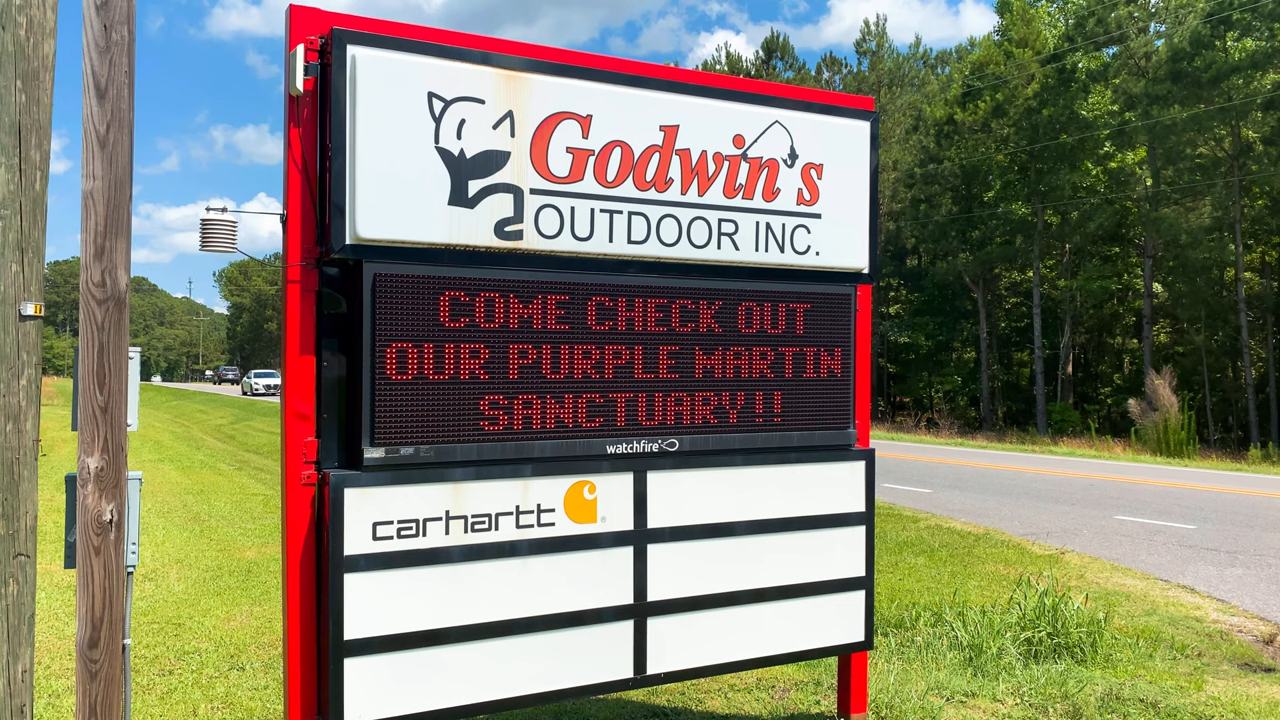 Godwin's
OUTDOOR INC.
COME CHECK OUT
OUR PURPLE MARTIN
SANCTUARY!!
watchfire®
carhartt ®